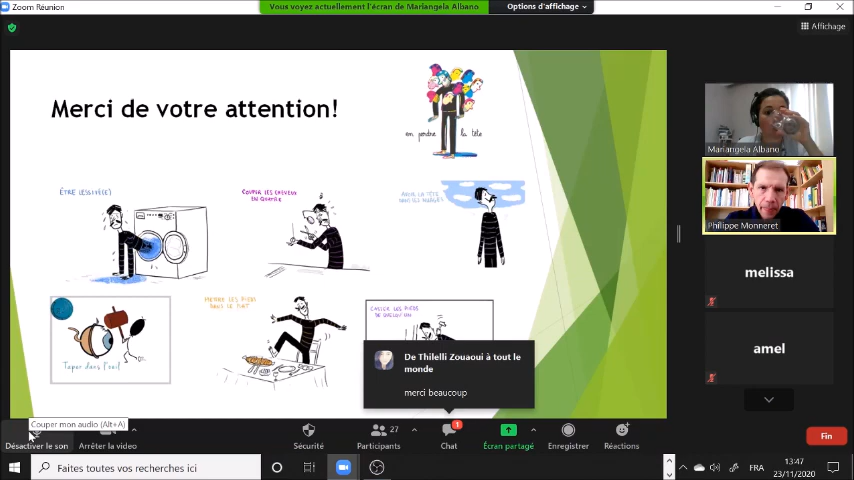 Zoom Réunion
Vous voyez actuellement l'écran de Mariangela Albano
Options d'affichage
Affichage
Merci de votre attention!
en perdre la tête
ÊTRE LESSIVÉ(E)
COUPER LES CHEVEUX
EN QUATRE
AVOIR LA TÊTE
DANS LES NUAGES
METTRE LES PIEDS
DANS LE PLAT
CASSER LES PIEDS
DE QUELQU'UN
Taper dans l'œil
Mariangela Albano
Philippe Monneret
melissa
amel
De Thilelli Zouaoui à tout le
monde
merci beaucoup
Couper mon audio (Alt+A)
Désactiver le son
Arrêter la vidéo
Sécurité
27
Participants
1
Chat
Écran partagé
Enregistrer
Réactions
Fin
Faites toutes vos recherches ici
FRA
13:47
23/11/2020